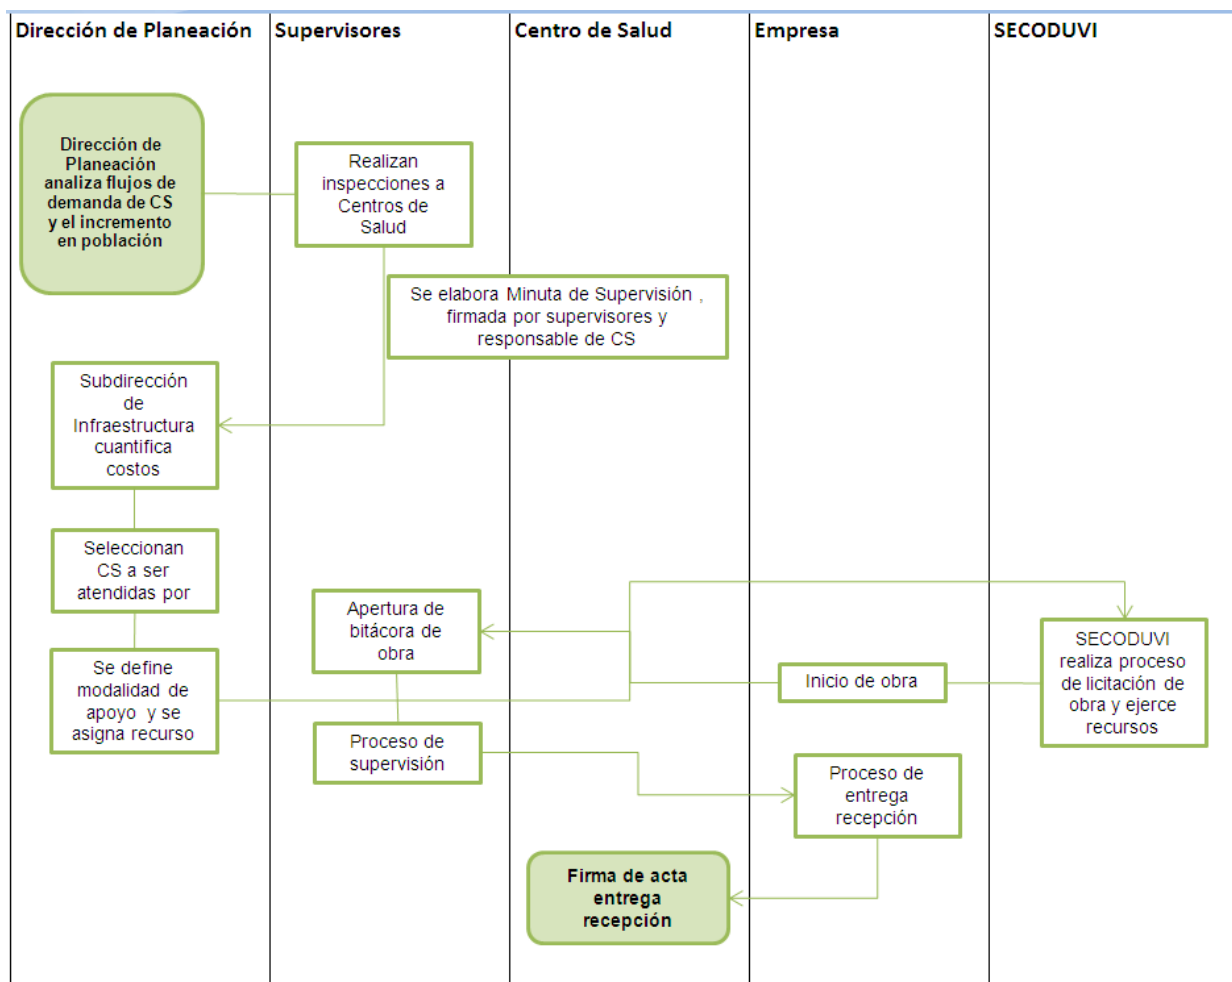 Dirección de Planeación
Supervisores
Centro de Salud
Empresa
SECODUVI
Dirección de
Planeación
analiza flujos de
demanda de CS
y el incremento
en población
Realizan
inspecciones a
Centros de
Salud
Se elabora Minuta de Supervisión ,
firmada por supervisores y
responsable de CS
Subdirección
de
Infraestructura
cuantifica
costos
Seleccionan
CS a ser
atendidas por
Se define
modalidad de
apoyo y se
asigna recurso
SECODUVI
realiza proceso
de licitación de
obra y ejerce
recursos
Inicio de obra
Apertura de
bitácora de
obra
Proceso de
supervisión
Proceso de
entrega
recepción
Firma de acta
entrega
recepción